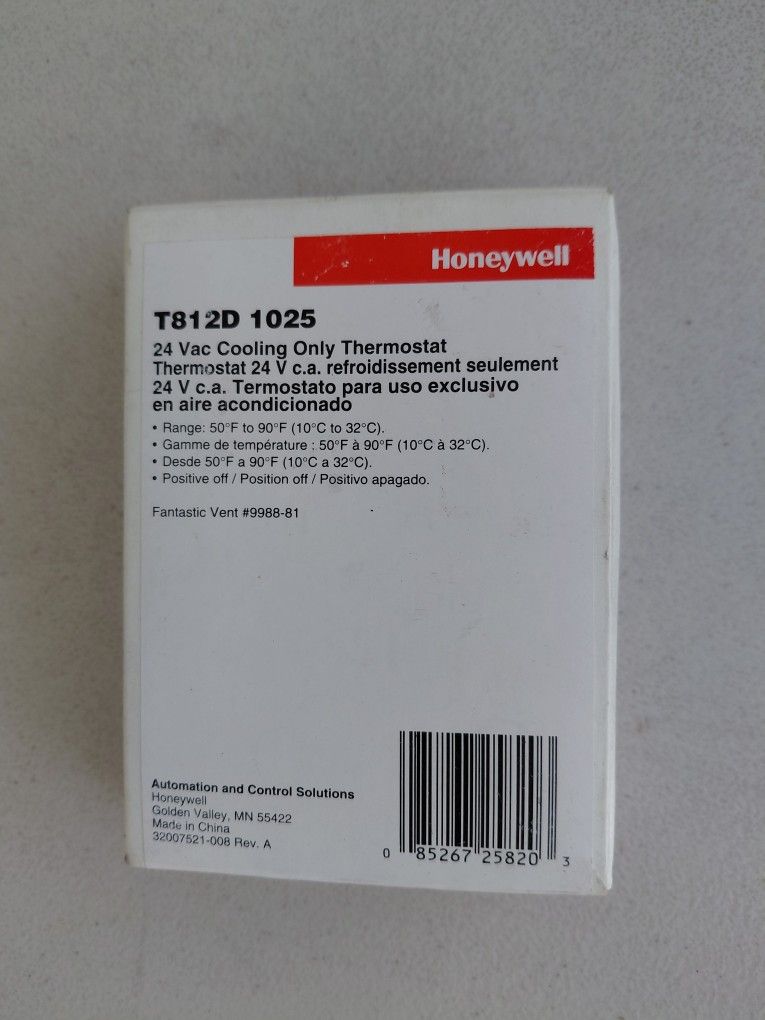 Honeywell
T812D 1025
24 Vac Cooling Only Thermostat
Thermostat 24 V c.a. refroidissement seulement
24 V c.a. Termostato para uso exclusivo
en aire acondicionado
• Range: 50°F to 90°F (10°C to 32°C).
• Gamme de température : 50°F à 90°F (10°C à 32°C).
• Desde 50°F a 90°F (10°C a 32°C).
• Positive off / Position off / Positivo apagado.
Fantastic Vent #9988-81
Automation and Control Solutions
Honeywell
Golden Valley, MN 55422
Made in China
32007521-008 Rev. A
0 85267 25820 3